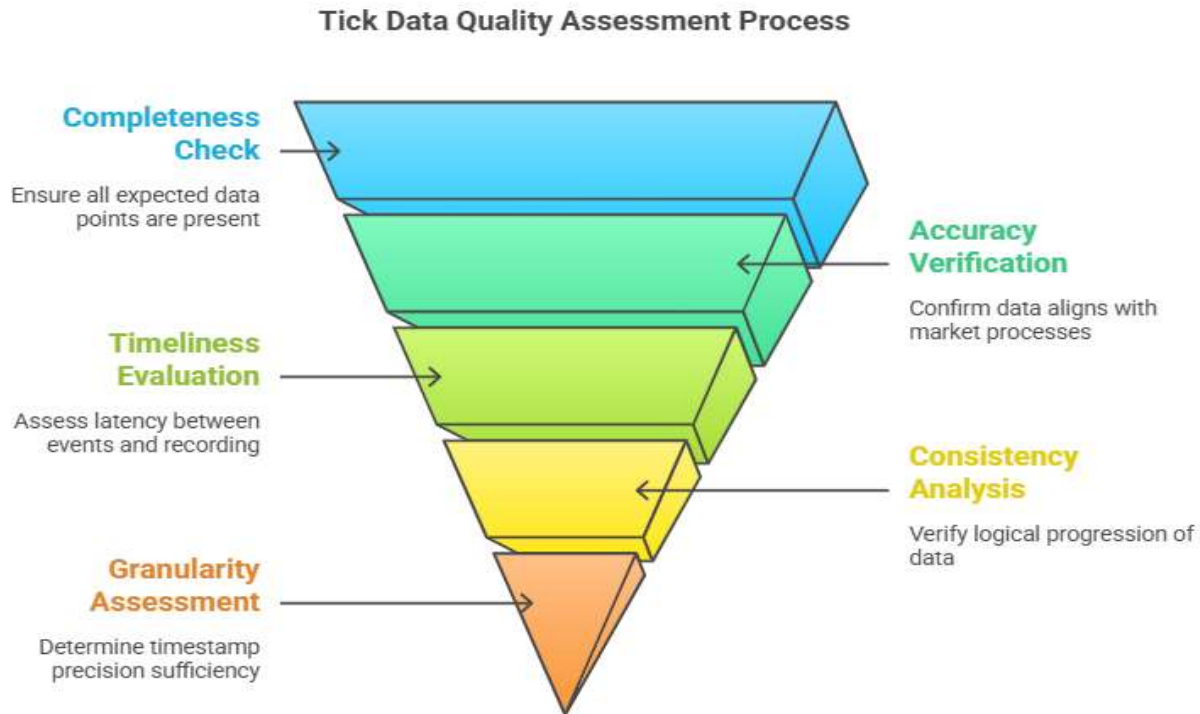 Tick Data Quality Assessment Process
Completeness
Check
Ensure all expected data
points are present
Accuracy
Verification
Confirm data aligns with
market processes
Timeliness
Evaluation
Assess latency between
events and recording
Consistency
Analysis
Verify logical progression of
data
Granularity
Assessment
Determine timestamp
precision sufficiency